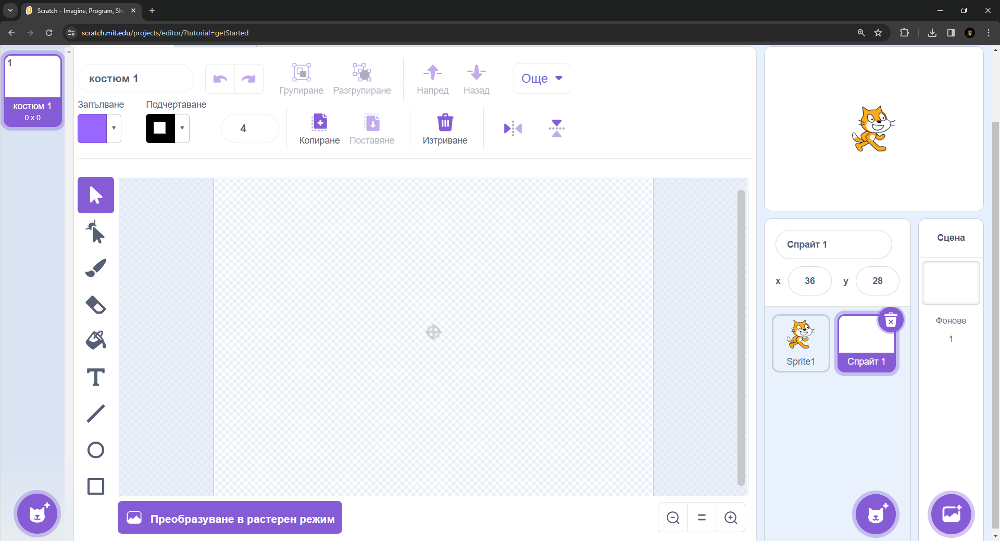 Scratch - Imagine, Program, Sh
scratch.mit.edu/projects/editor/?tutorial=getStarted
1
костюм 1
0 x 0
костюм 1
Групиране
Разгрупиране
Напред
Назад
Още
Запълване
Подчертаване
4
Копиране
Поставяне
Изтриване
Преобразуване в растерен режим
Спрайт 1
x
36
y
28
Sprite1
Спрайт 1
Сцена
Фонове
1